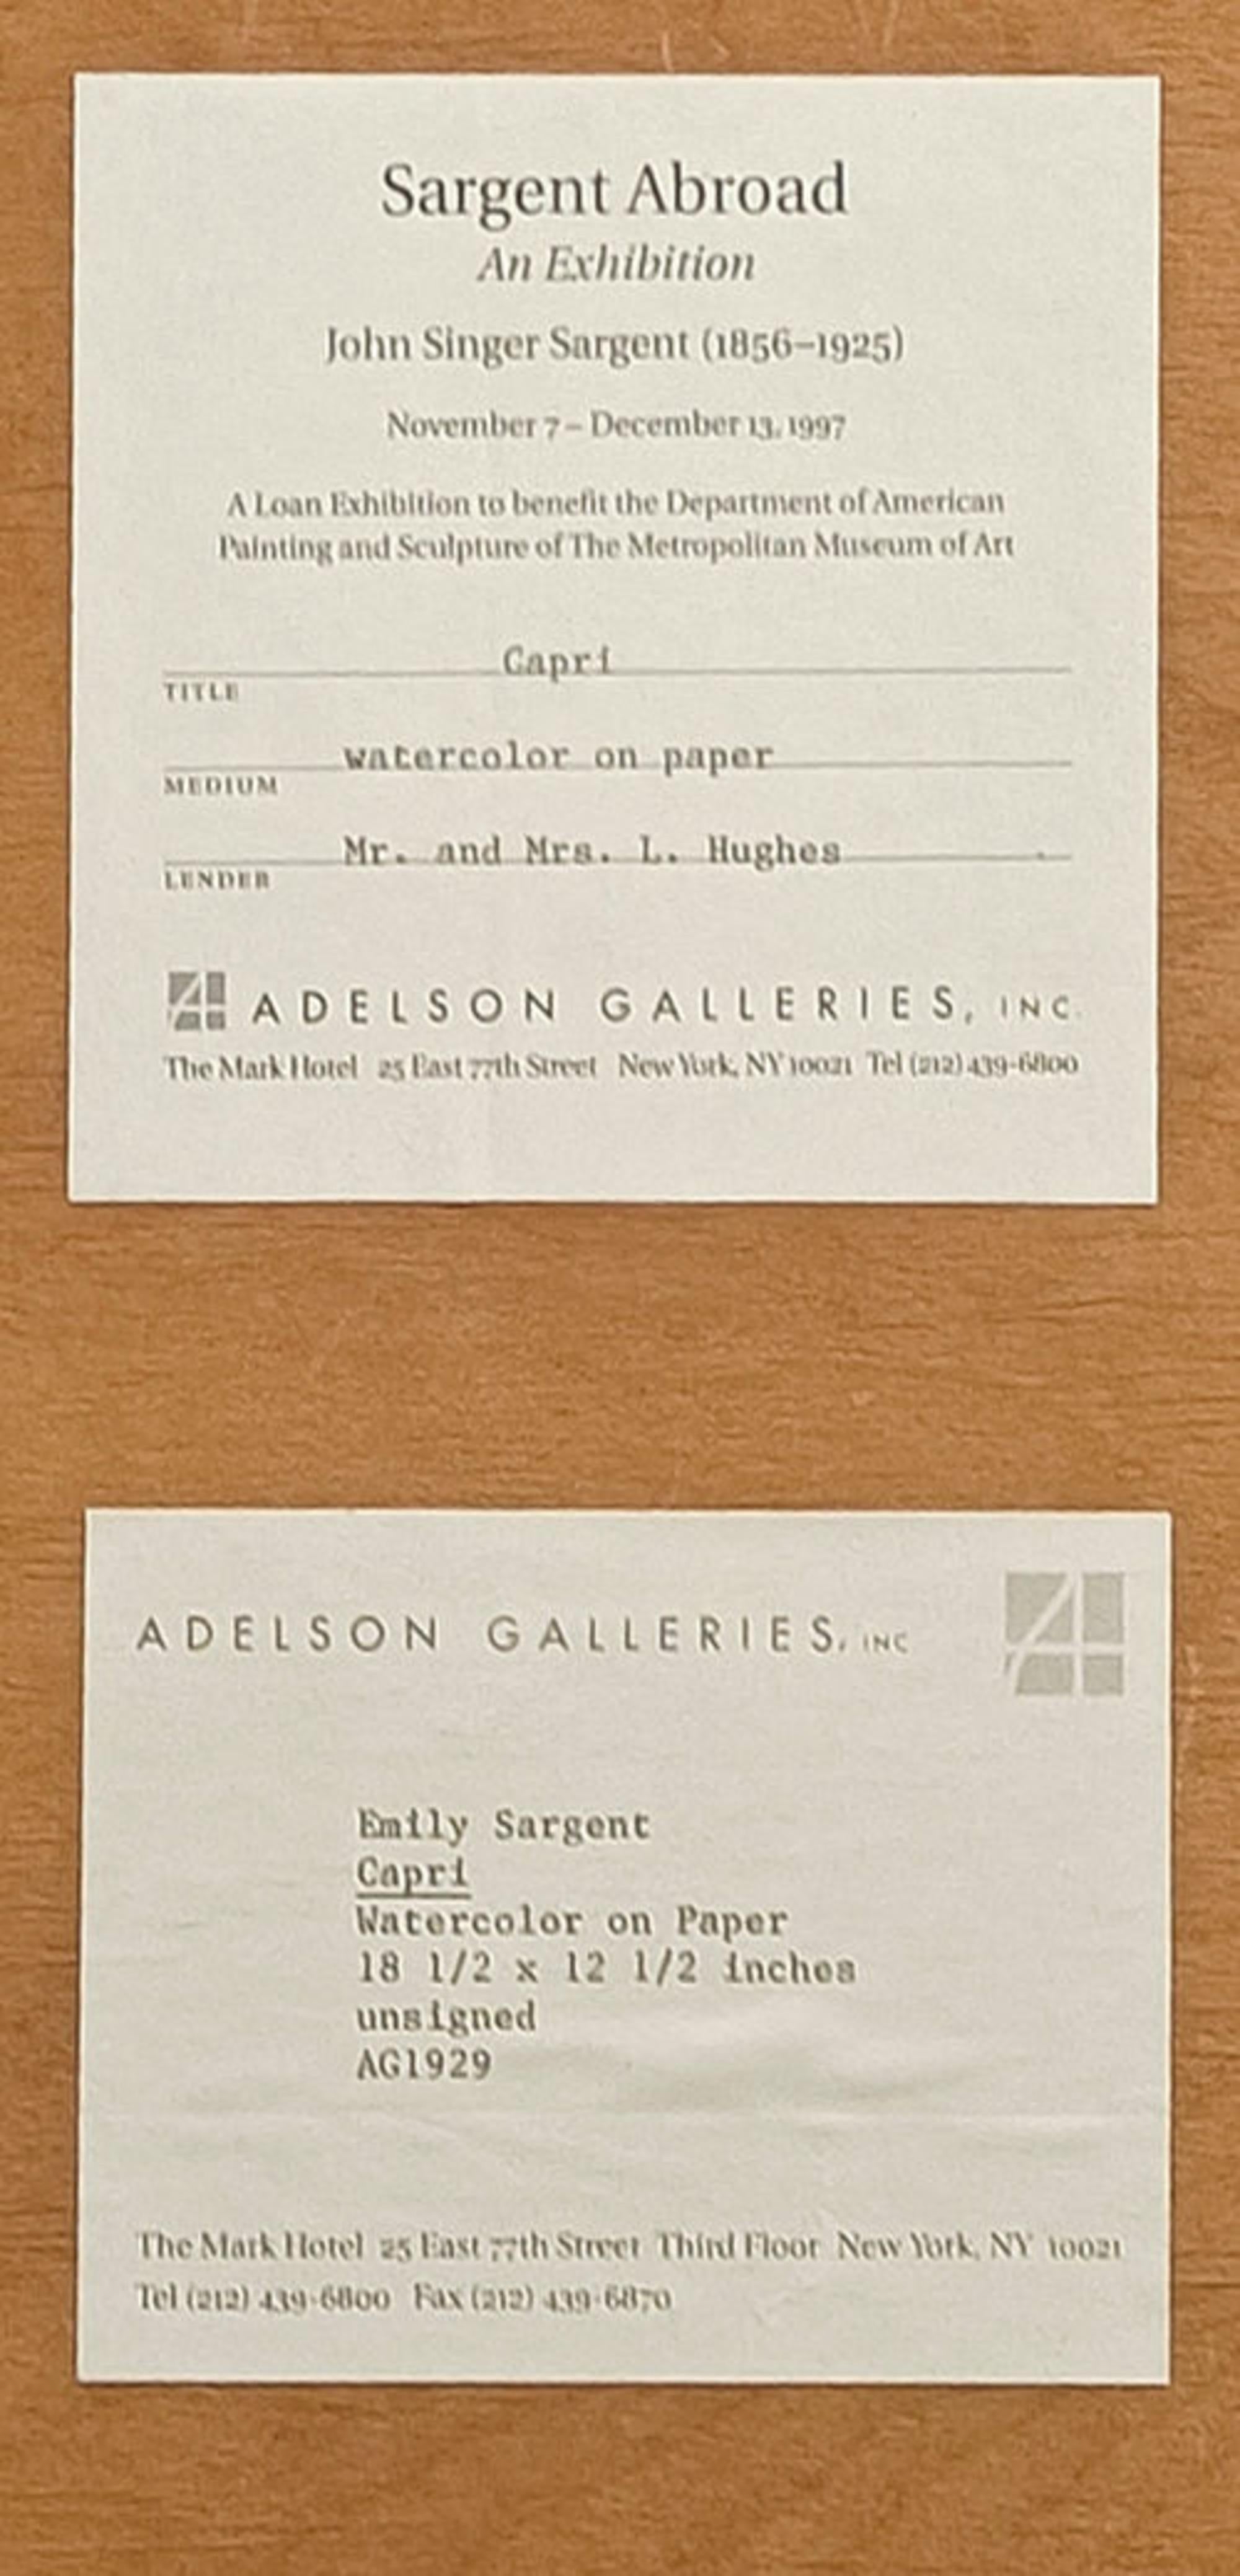 Sargent Abroad
An Exhibition
John Singer Sargent (1856–1925)
November 7 – December 13, 1997
A Loan Exhibition to benefit the Department of American
Painting and Sculpture of The Metropolitan Museum of Art
Capri
TITLE
watercolor on paper
MEDIUM
Mr. and Mrs. L. Hughes
LENDER
ADELSON GALLERIES, INC.
The Mark Hotel 25 East 77th Street New York, NY 10021 Tel (212) 439-6800
ADELSON GALLERIES, INC
Emily Sargent
Capri
Watercolor on Paper
18 1/2 x 12 1/2 inches
unsigned
AG1929
The Mark Hotel 25 East 77th Street Third Floor New York, NY 10021
Tel (212) 439-6800 Fax (212) 439-6870